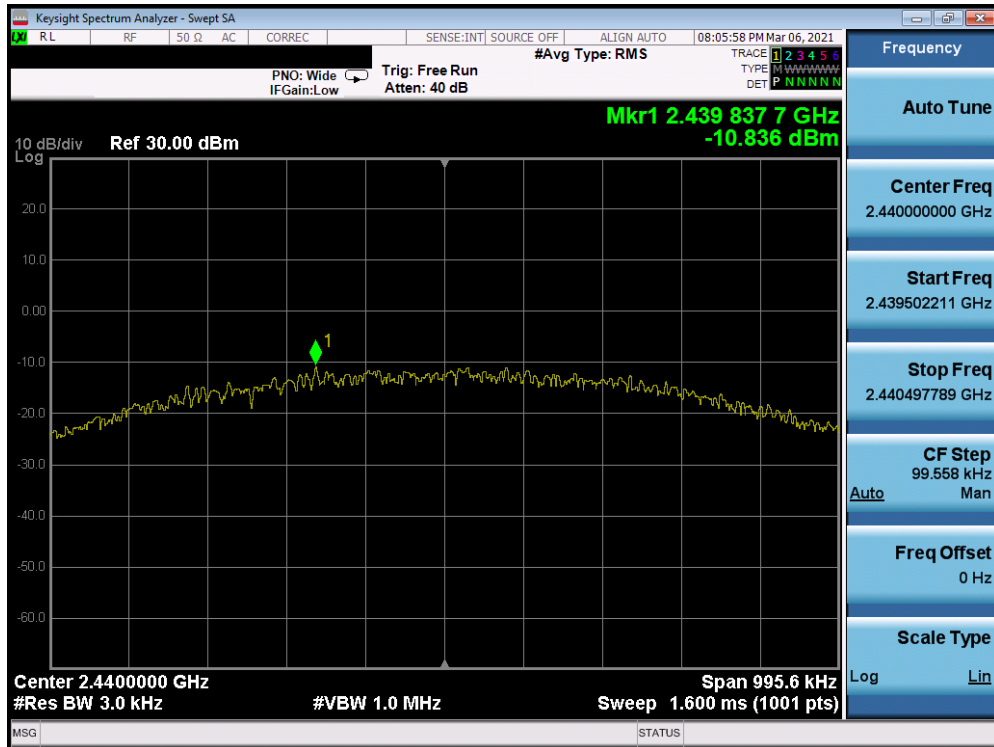 Keysight Spectrum Analyzer - Swept SA
LXI RL RF 50 Ω AC CORREC SENSE:INT SOURCE OFF ALIGN AUTO 08:05:58 PM Mar 06, 2021
#Avg Type: RMS TRACE 1 2 3 4 5 6
PNO: Wide Trig: Free Run TYPE M WWWWW
IFGain:Low Atten: 40 dB DET P N N N N N
Mkr1 2.439 837 7 GHz
-10.836 dBm
10 dB/div Ref 30.00 dBm
Log
20.0
10.0
0.00
1
-10.0
-20.0
-30.0
-40.0
-50.0
-60.0
Center 2.4400000 GHz Span 995.6 kHz
#Res BW 3.0 kHz #VBW 1.0 MHz Sweep 1.600 ms (1001 pts)
MSG STATUS
Frequency
Auto Tune
Center Freq
2.440000000 GHz
Start Freq
2.439502211 GHz
Stop Freq
2.440497789 GHz
CF Step
99.558 kHz
Auto Man
Freq Offset
0 Hz
Scale Type
Log Lin